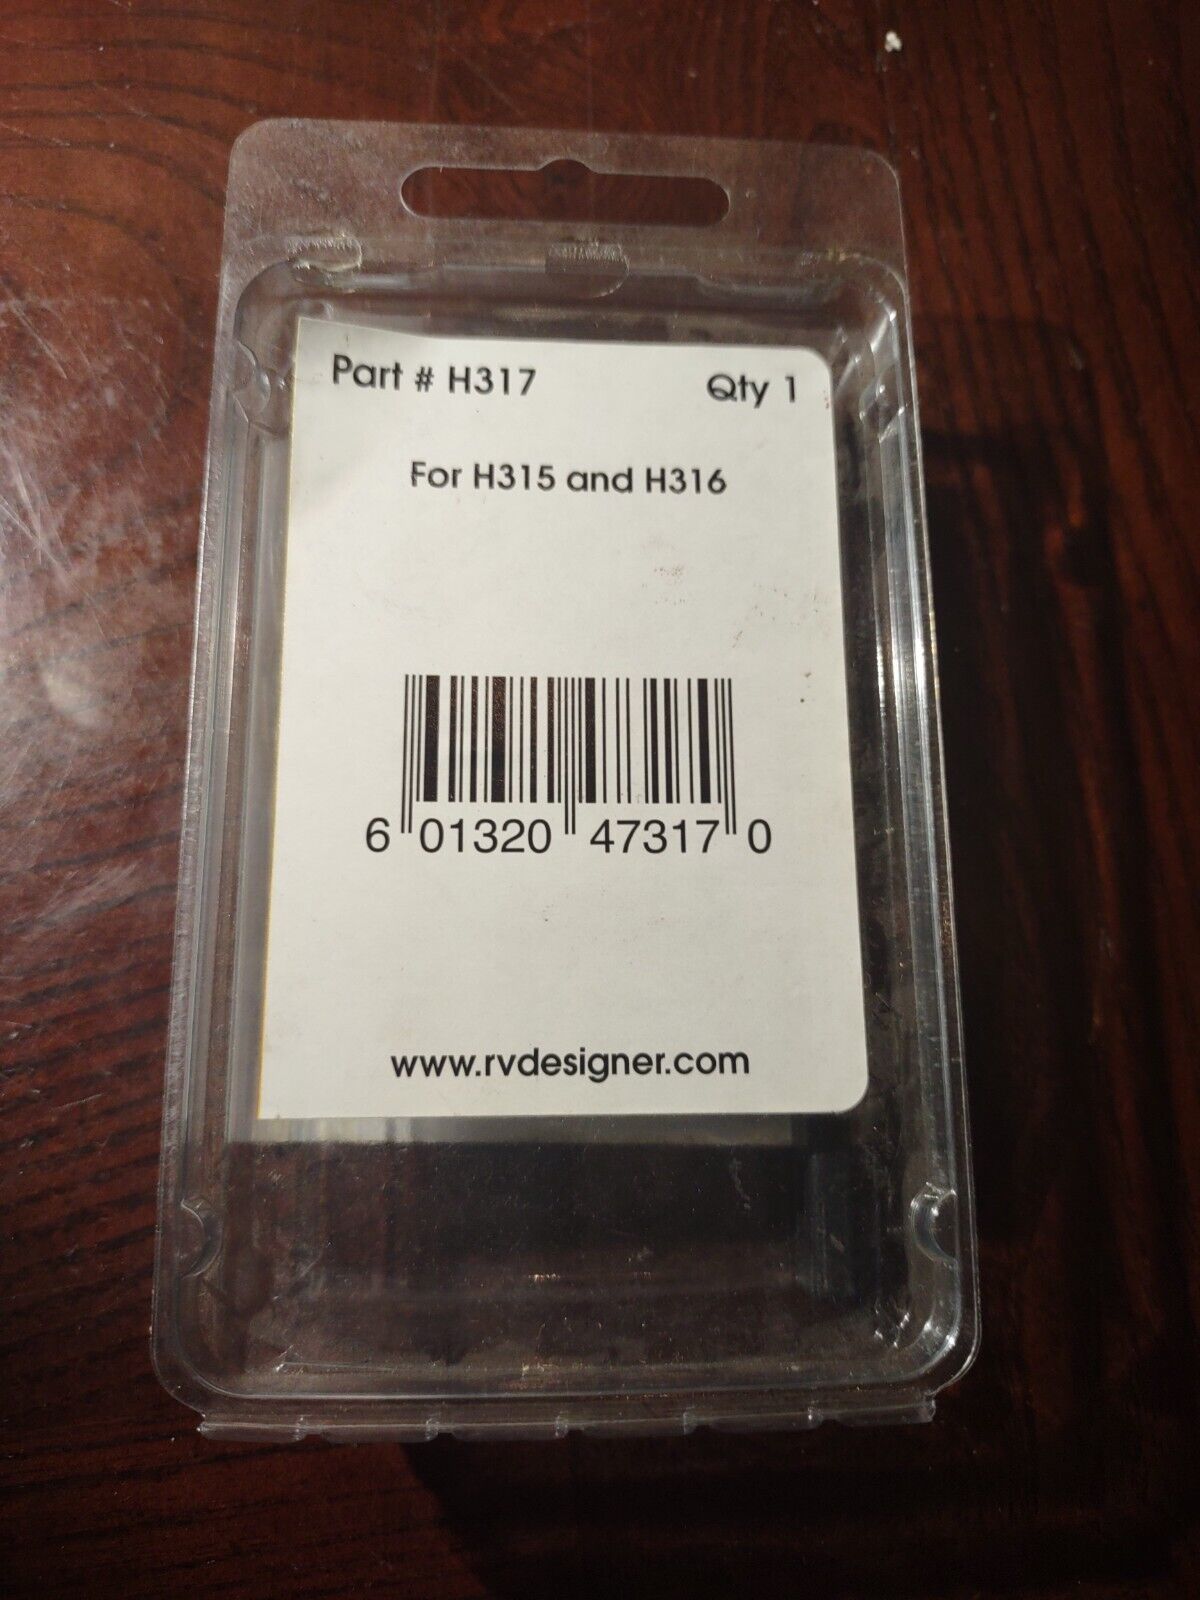 Part # H317 Qty 1
For H315 and H316
6 01320 47317 0
www.rvdesigner.com